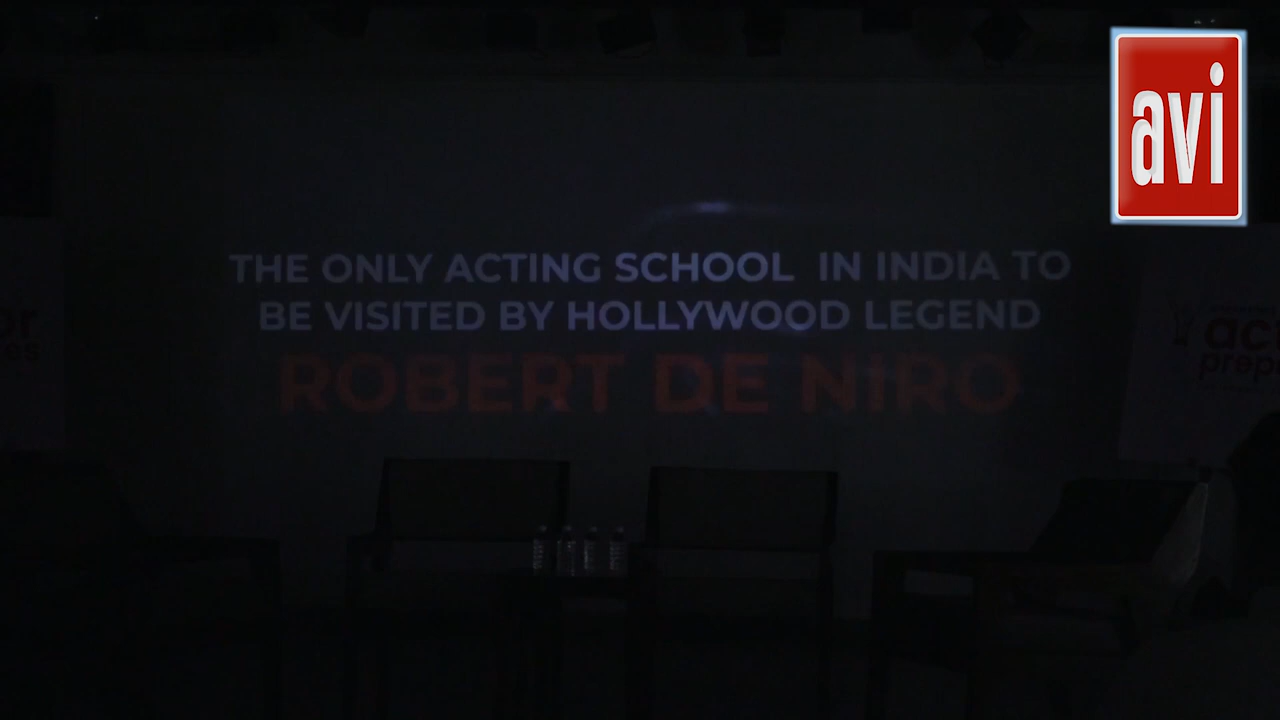 avi
THE ONLY ACTING SCHOOL IN INDIA TO
BE VISITED BY HOLLYWOOD LEGEND
ROBERT DE NIRO